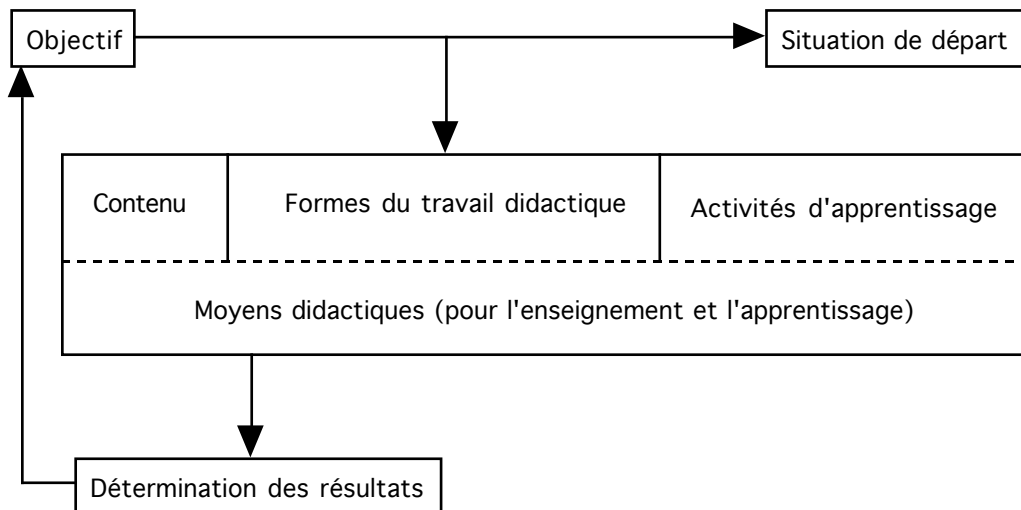 Objectif
Situation de départ
Contenu
Formes du travail didactique
Activités d'apprentissage
Moyens didactiques (pour l'enseignement et l'apprentissage)
Détermination des résultats